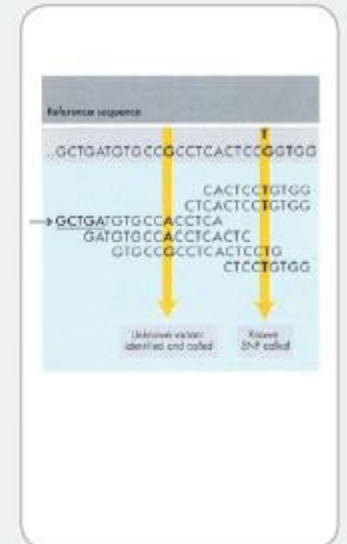 Reference sequence
T
..GCTGATGTGCCGCCTCACTCCGGTGG
CACTCCTGTGG
CTCACTCCTGTGG
GCTGATGTGCCACCTCA
GATGTGCCACCTCACTC
GTGCCGCCTCACTCCTG
CTCCTGTGG
Unknown variant
identified and called
Known
SNP called